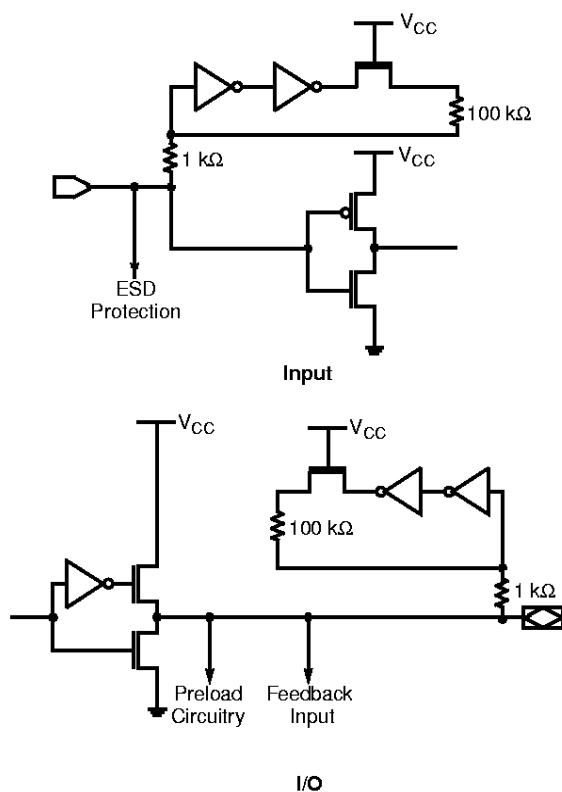 VCC
100 kΩ
1 kΩ
VCC
ESD
Protection
Input
VCC
VCC
100 kΩ
1 kΩ
Preload
Circuitry
Feedback
Input
I/O